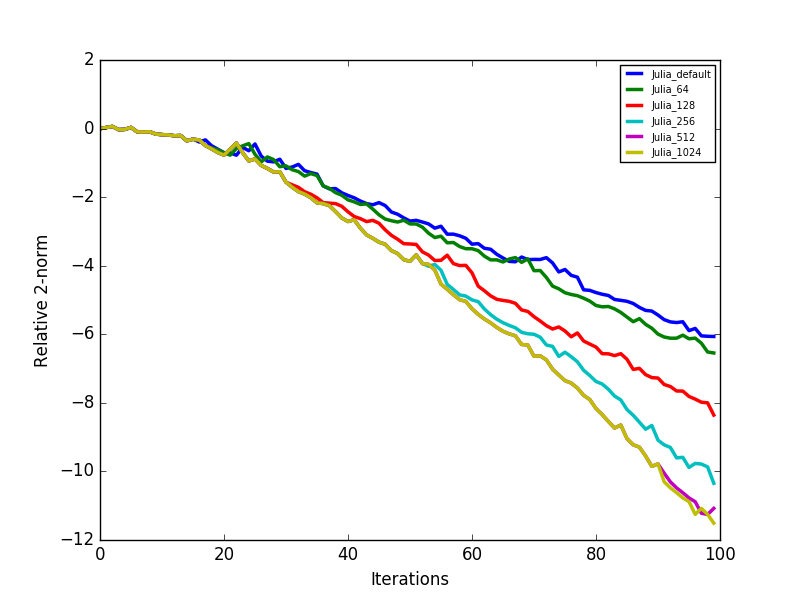 2
0
−2
−4
−6
−8
−10
−12
0 20 40 60 80 100
Iterations
Relative 2-norm
Julia_default
Julia_64
Julia_128
Julia_256
Julia_512
Julia_1024